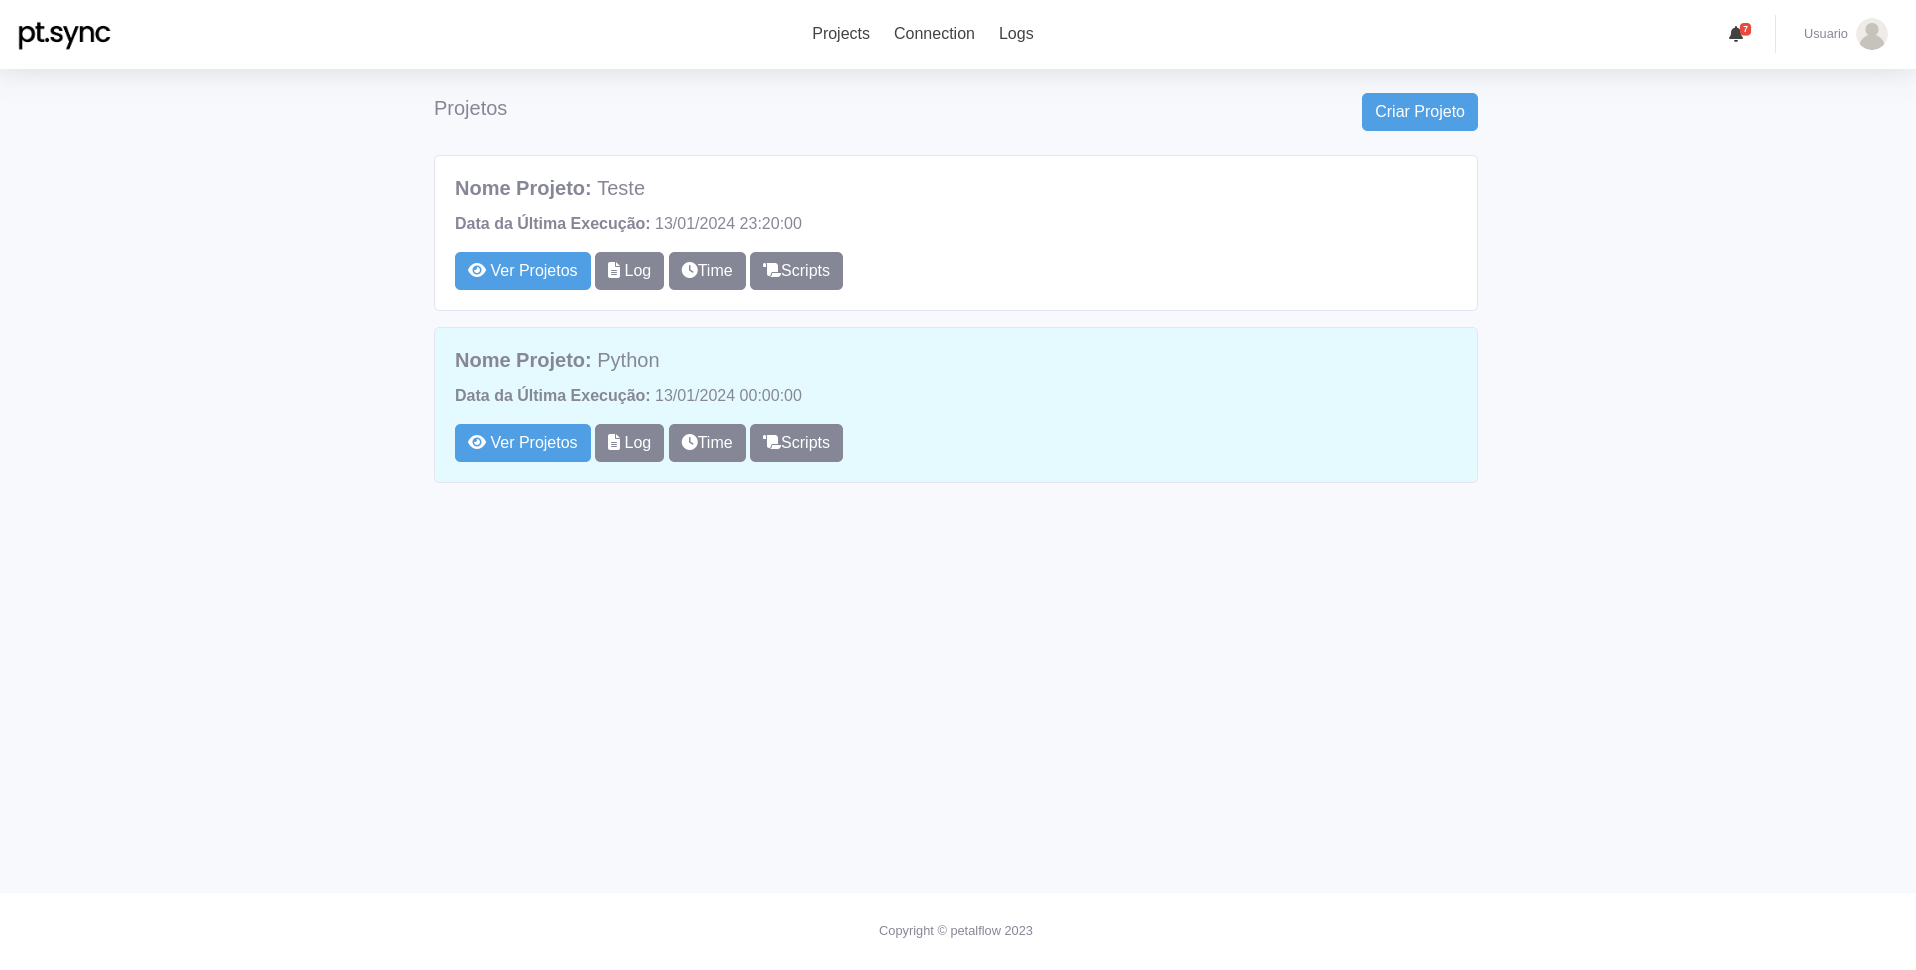 pt.sync
Projects Connection Logs
7
Usuario
Projetos
Criar Projeto
Nome Projeto: Teste
Data da Última Execução: 13/01/2024 23:20:00
Ver Projetos Log Time Scripts
Nome Projeto: Python
Data da Última Execução: 13/01/2024 00:00:00
Ver Projetos Log Time Scripts
Copyright © petalflow 2023